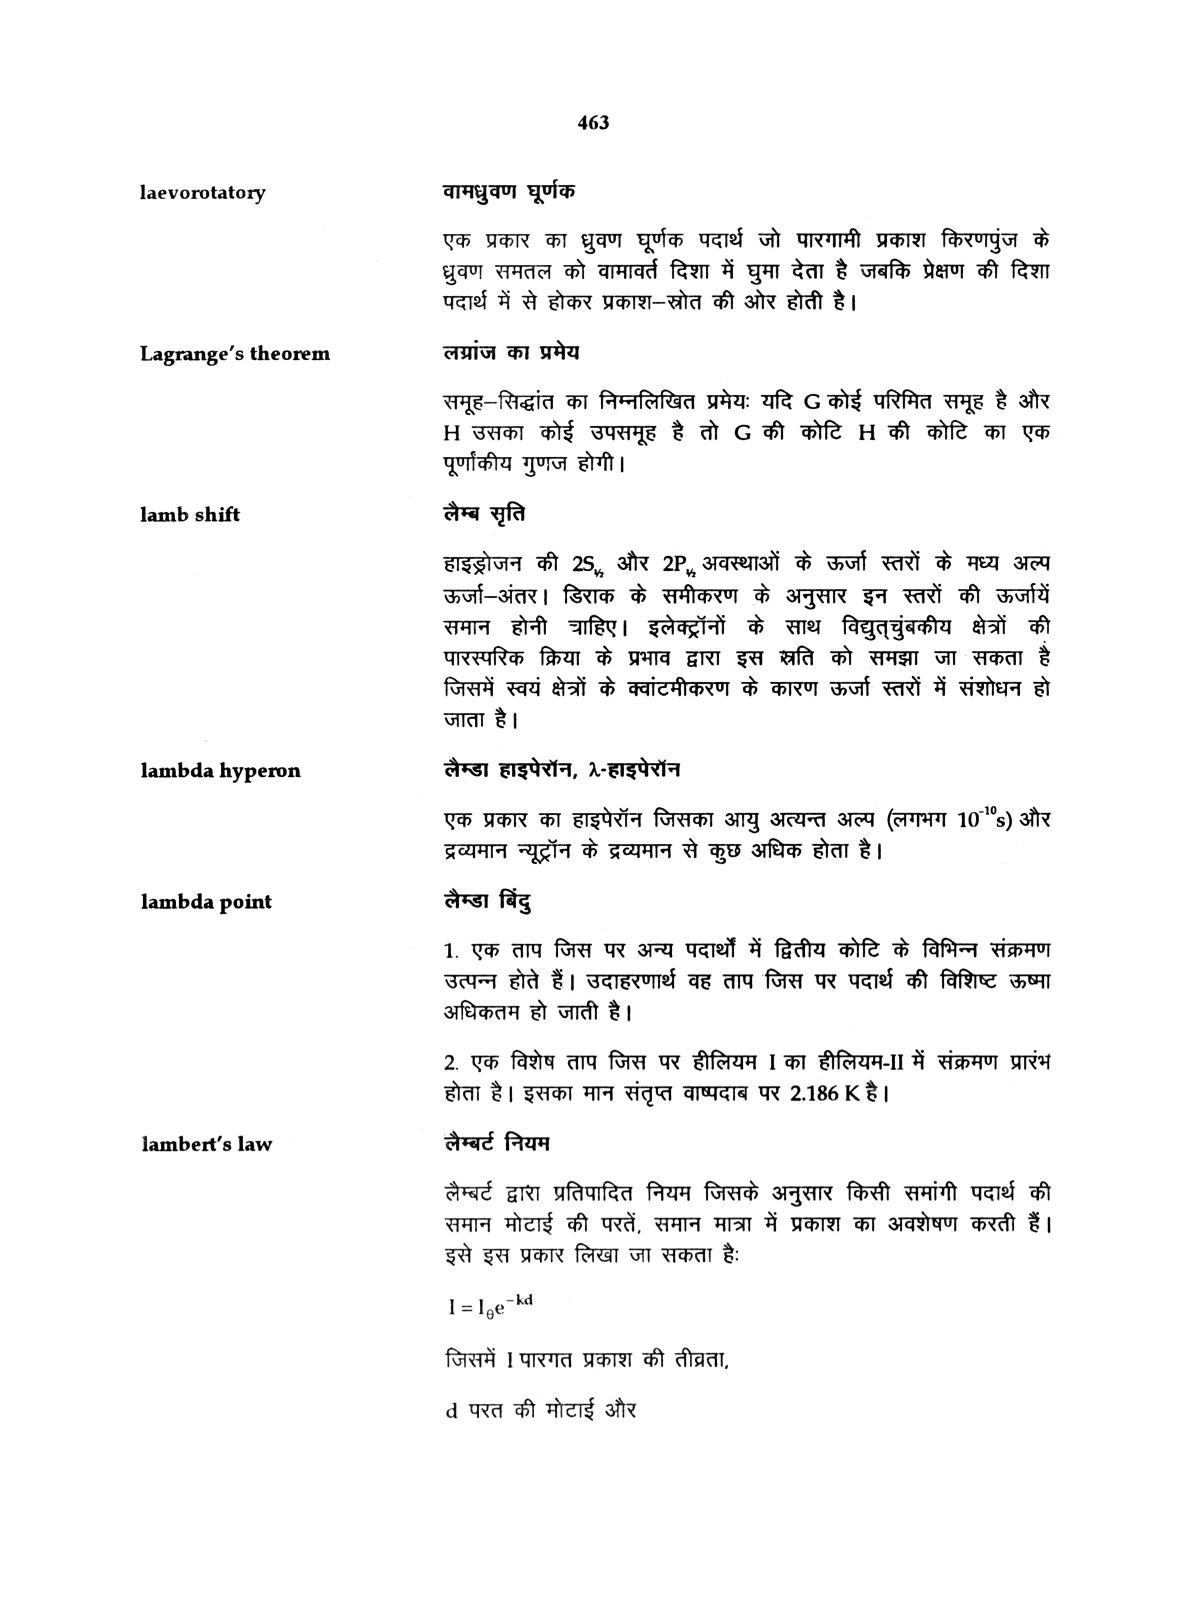 463
laevorotatory वामध्रुवण घूर्णक
एक प्रकार का ध्रुवण घूर्णक पदार्थ जो पारगामी प्रकाश किरणपुंज के
ध्रुवण समतल को वामावर्त दिशा में घुमा देता है जबकि प्रेक्षण की दिशा
पदार्थ में से होकर प्रकाश–स्रोत की ओर होती है।
Lagrange's theorem लग्रांज का प्रमेय
समूह–सिद्धांत का निम्नलिखित प्रमेयः यदि G कोई परिमित समूह है और
H उसका कोई उपसमूह है तो G की कोटि H की कोटि का एक
पूर्णांकीय गुणज होगी।
lamb shift लैम्ब सृति
हाइड्रोजन की 2S½ और 2P½ अवस्थाओं के ऊर्जा स्तरों के मध्य अल्प
ऊर्जा–अंतर। डिराक के समीकरण के अनुसार इन स्तरों की ऊर्जायें
समान होनी चाहिए। इलेक्ट्रॉनों के साथ विद्युत्चुंबकीय क्षेत्रों की
पारस्परिक क्रिया के प्रभाव द्वारा इस स्रति को समझा जा सकता है
जिसमें स्वयं क्षेत्रों के क्वांटमीकरण के कारण ऊर्जा स्तरों में संशोधन हो
जाता है।
lambda hyperon लैम्डा हाइपेरॉन, λ-हाइपेरॉन
एक प्रकार का हाइपेरॉन जिसका आयु अत्यन्त अल्प (लगभग 10⁻¹⁰s) और
द्रव्यमान न्यूट्रॉन के द्रव्यमान से कुछ अधिक होता है।
lambda point लैम्डा बिंदु
1. एक ताप जिस पर अन्य पदार्थों में द्वितीय कोटि के विभिन्न संक्रमण
उत्पन्न होते हैं। उदाहरणार्थ वह ताप जिस पर पदार्थ की विशिष्ट ऊष्मा
अधिकतम हो जाती है।
2. एक विशेष ताप जिस पर हीलियम I का हीलियम-II में संक्रमण प्रारंभ
होता है। इसका मान संतृप्त वाष्पदाब पर 2.186 K है।
lambert's law लैम्बर्ट नियम
लैम्बर्ट द्वारा प्रतिपादित नियम जिसके अनुसार किसी समांगी पदार्थ की
समान मोटाई की परतें, समान मात्रा में प्रकाश का अवशेषण करती हैं।
इसे इस प्रकार लिखा जा सकता हैः
I = I_θ e^{-kd}
जिसमें I पारगत प्रकाश की तीव्रता,
d परत की मोटाई और